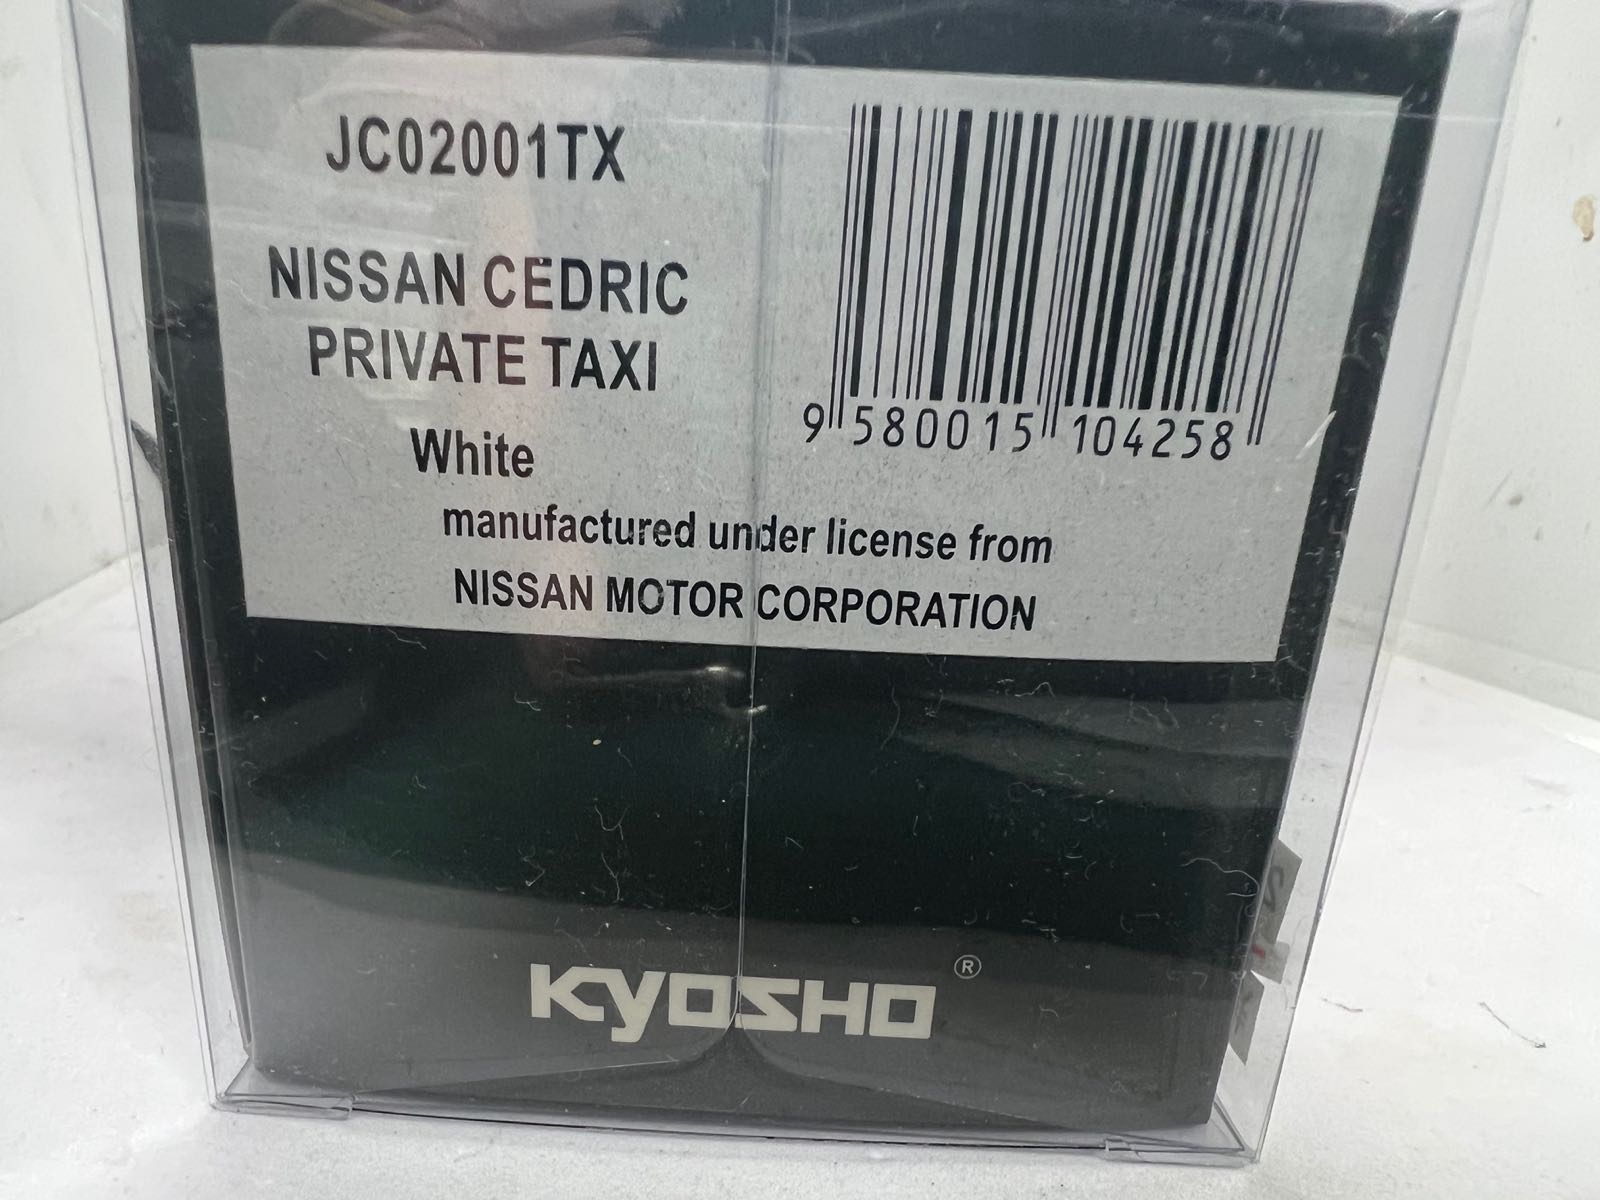 JC02001TX
NISSAN CEDRIC
PRIVATE TAXI
White
9 580015 104258
manufactured under license from
NISSAN MOTOR CORPORATION
KYOSHO ®